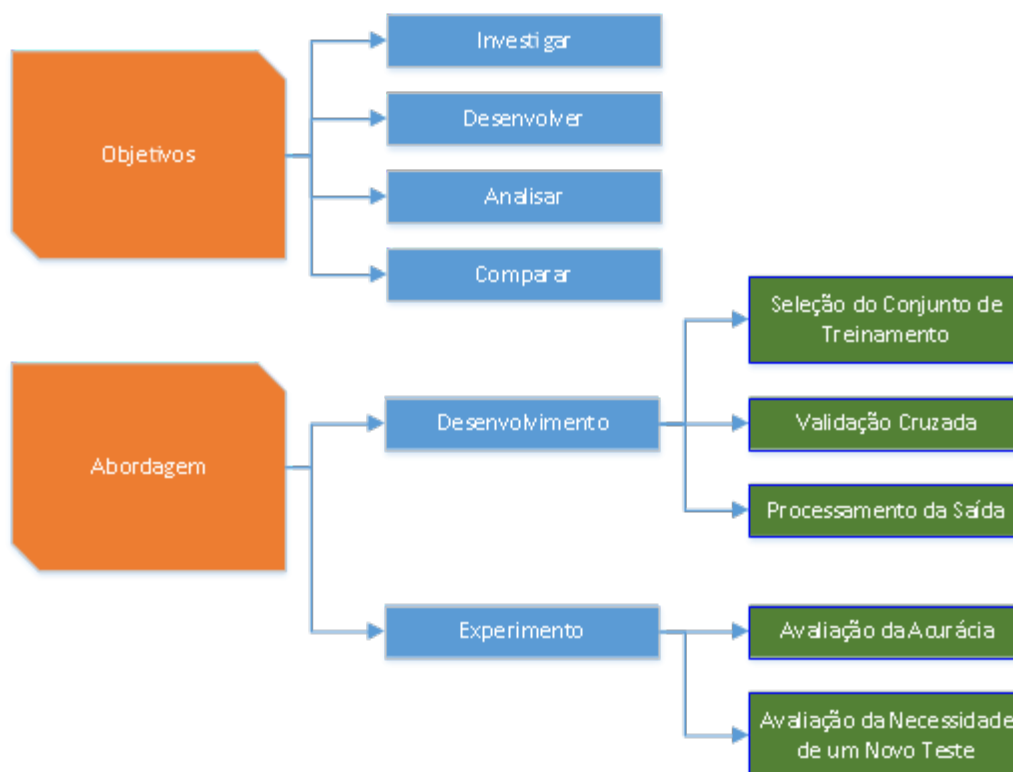 Objetivos
Investigar
Desenvolver
Analisar
Comparar
Abordagem
Desenvolvimento
Seleção do Conjunto de
Treinamento
Validação Cruzada
Processamento da Saída
Experimento
Avaliação da Acurácia
Avaliação da Necessidade
de um Novo Teste